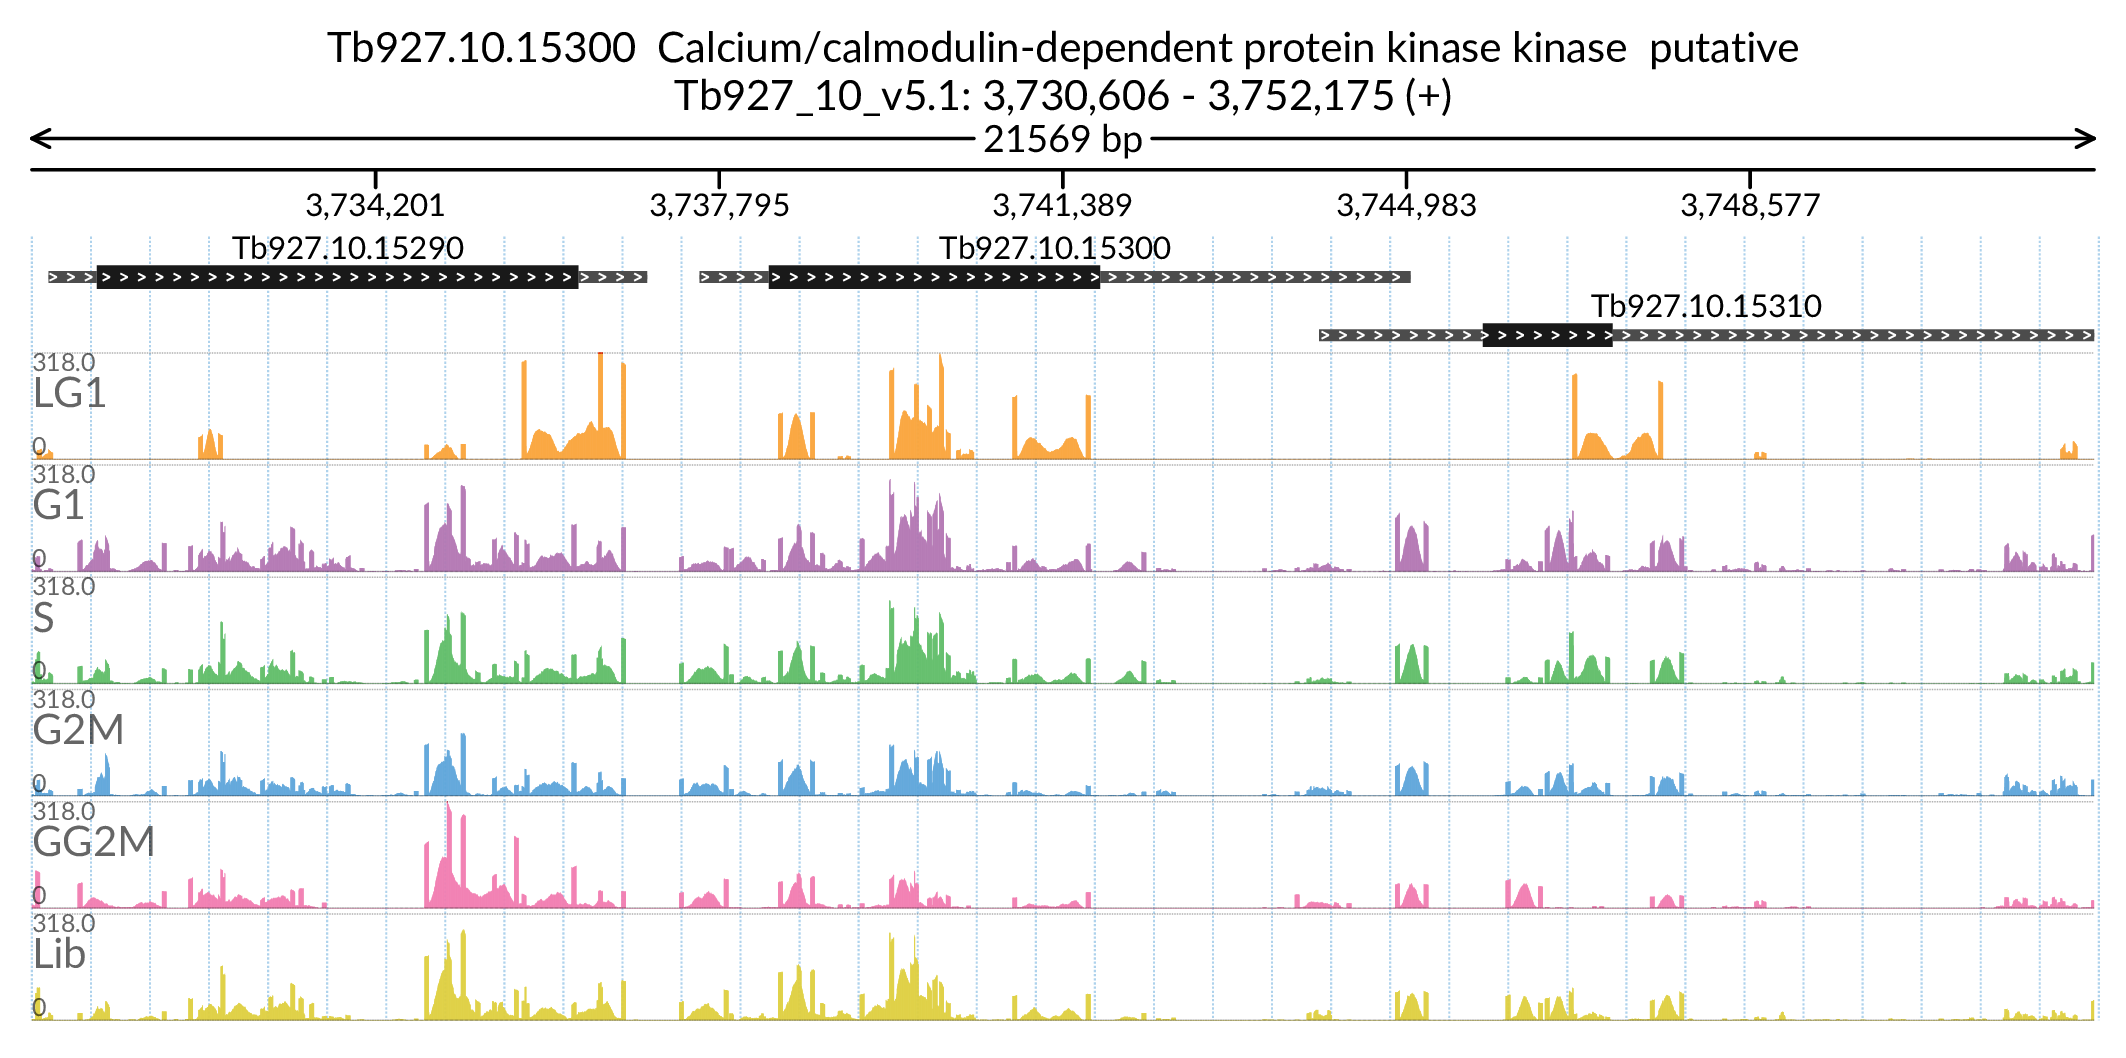 Tb927.10.15300  Calcium/calmodulin-dependent protein kinase kinase  putative
Tb927_10_v5.1: 3,730,606 - 3,752,175 (+)
21569 bp
3,734,201 3,737,795 3,741,389 3,744,983 3,748,577
Tb927.10.15290 Tb927.10.15300
Tb927.10.15310
318.0
LG1
0
318.0
G1
0
318.0
S
0
318.0
G2M
0
318.0
GG2M
0
318.0
Lib
0